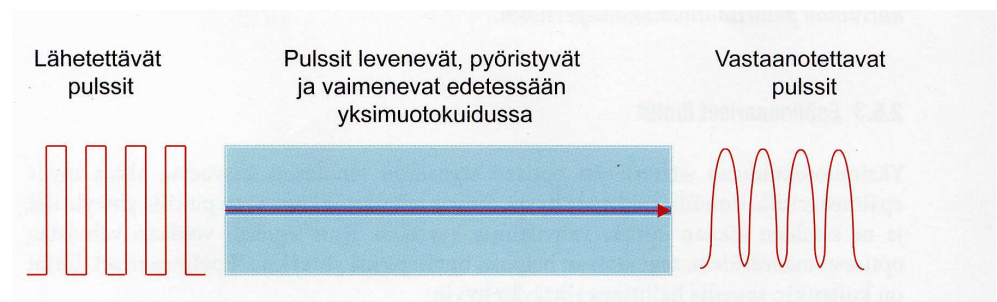 Lähetettävät
pulssit
Pulssit levenevät, pyöristyvät
ja vaimenevat edetessään
yksimuotokuidussa
Vastaanotettavat
pulssit